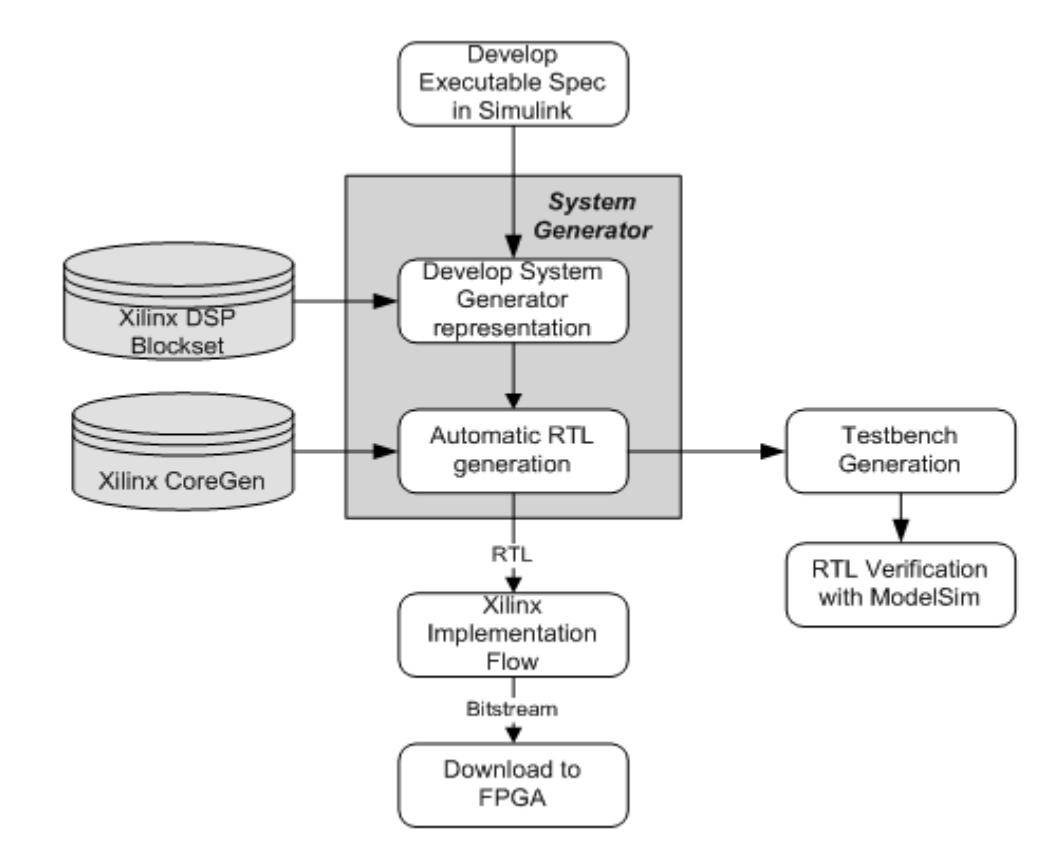 Develop
Executable Spec
in Simulink
System
Generator
Xilinx DSP
Blockset
Develop System
Generator
representation
Xilinx CoreGen
Automatic RTL
generation
Testbench
Generation
RTL
RTL Verification
with ModelSim
Xilinx
Implementation
Flow
Bitstream
Download to
FPGA